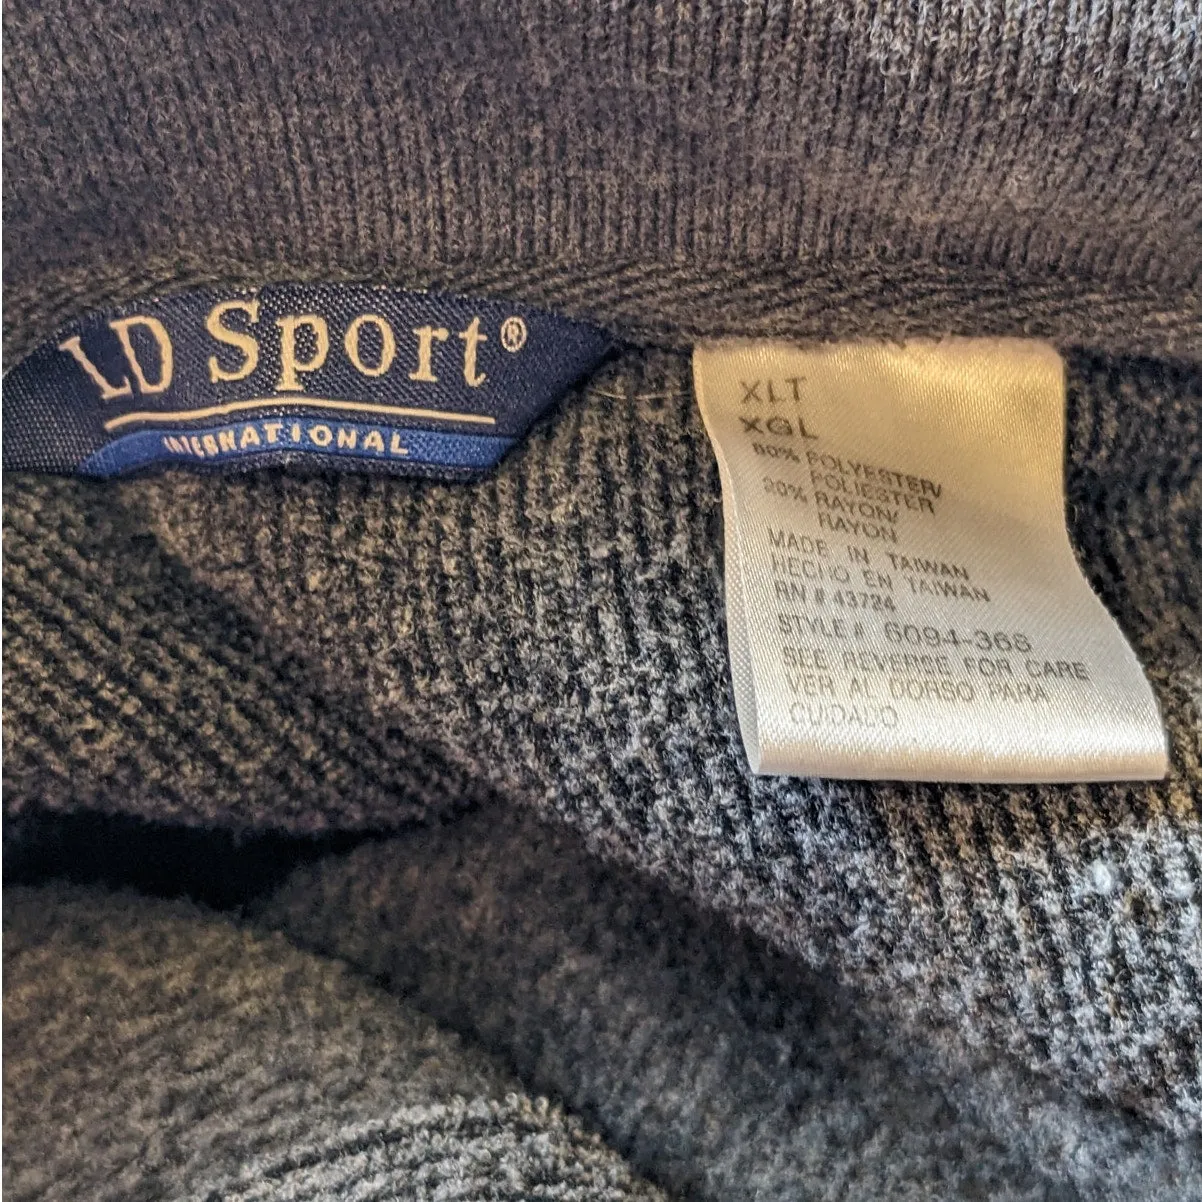 LD Sport®
INTERNATIONAL
XLT
XGL
POLYESTER/
POLIESTER
20% RAYON/
RAYON
MADE IN TAIWAN
HECHO EN TAIWAN
RN # 43724
STYLE # 6094-368
SEE REVERSE FOR CARE
VER AL DORSO PARA
CUIDADO